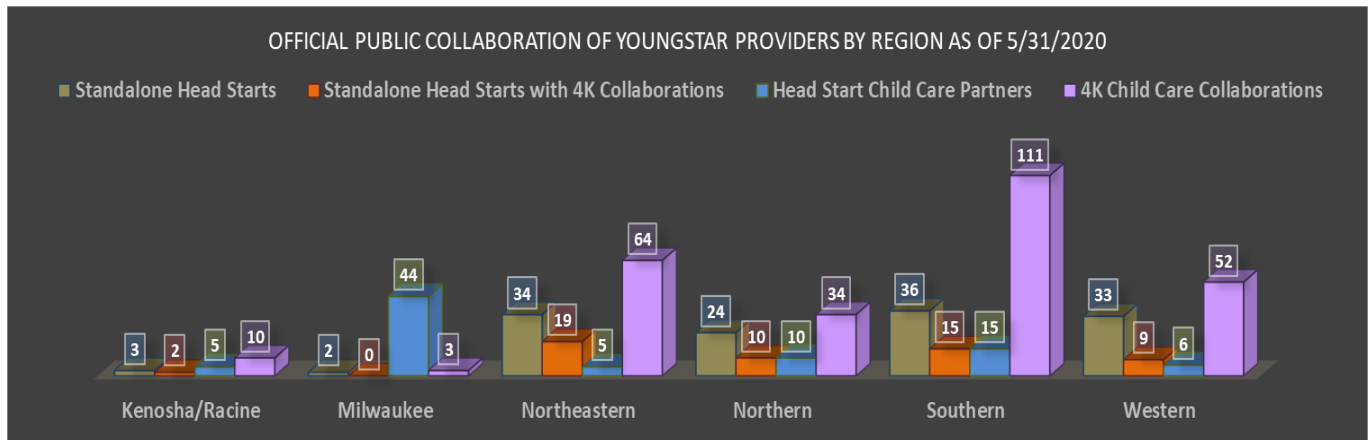 OFFICIAL PUBLIC COLLABORATION OF YOUNGSTAR PROVIDERS BY REGION AS OF 5/31/2020
Standalone Head Starts Standalone Head Starts with 4K Collaborations Head Start Child Care Partners 4K Child Care Collaborations
3 2 5 10 2 0 44 3 34 19 5 64 24 10 10 34 36 15 15 111 33 9 6 52
Kenosha/Racine Milwaukee Northeastern Northern Southern Western